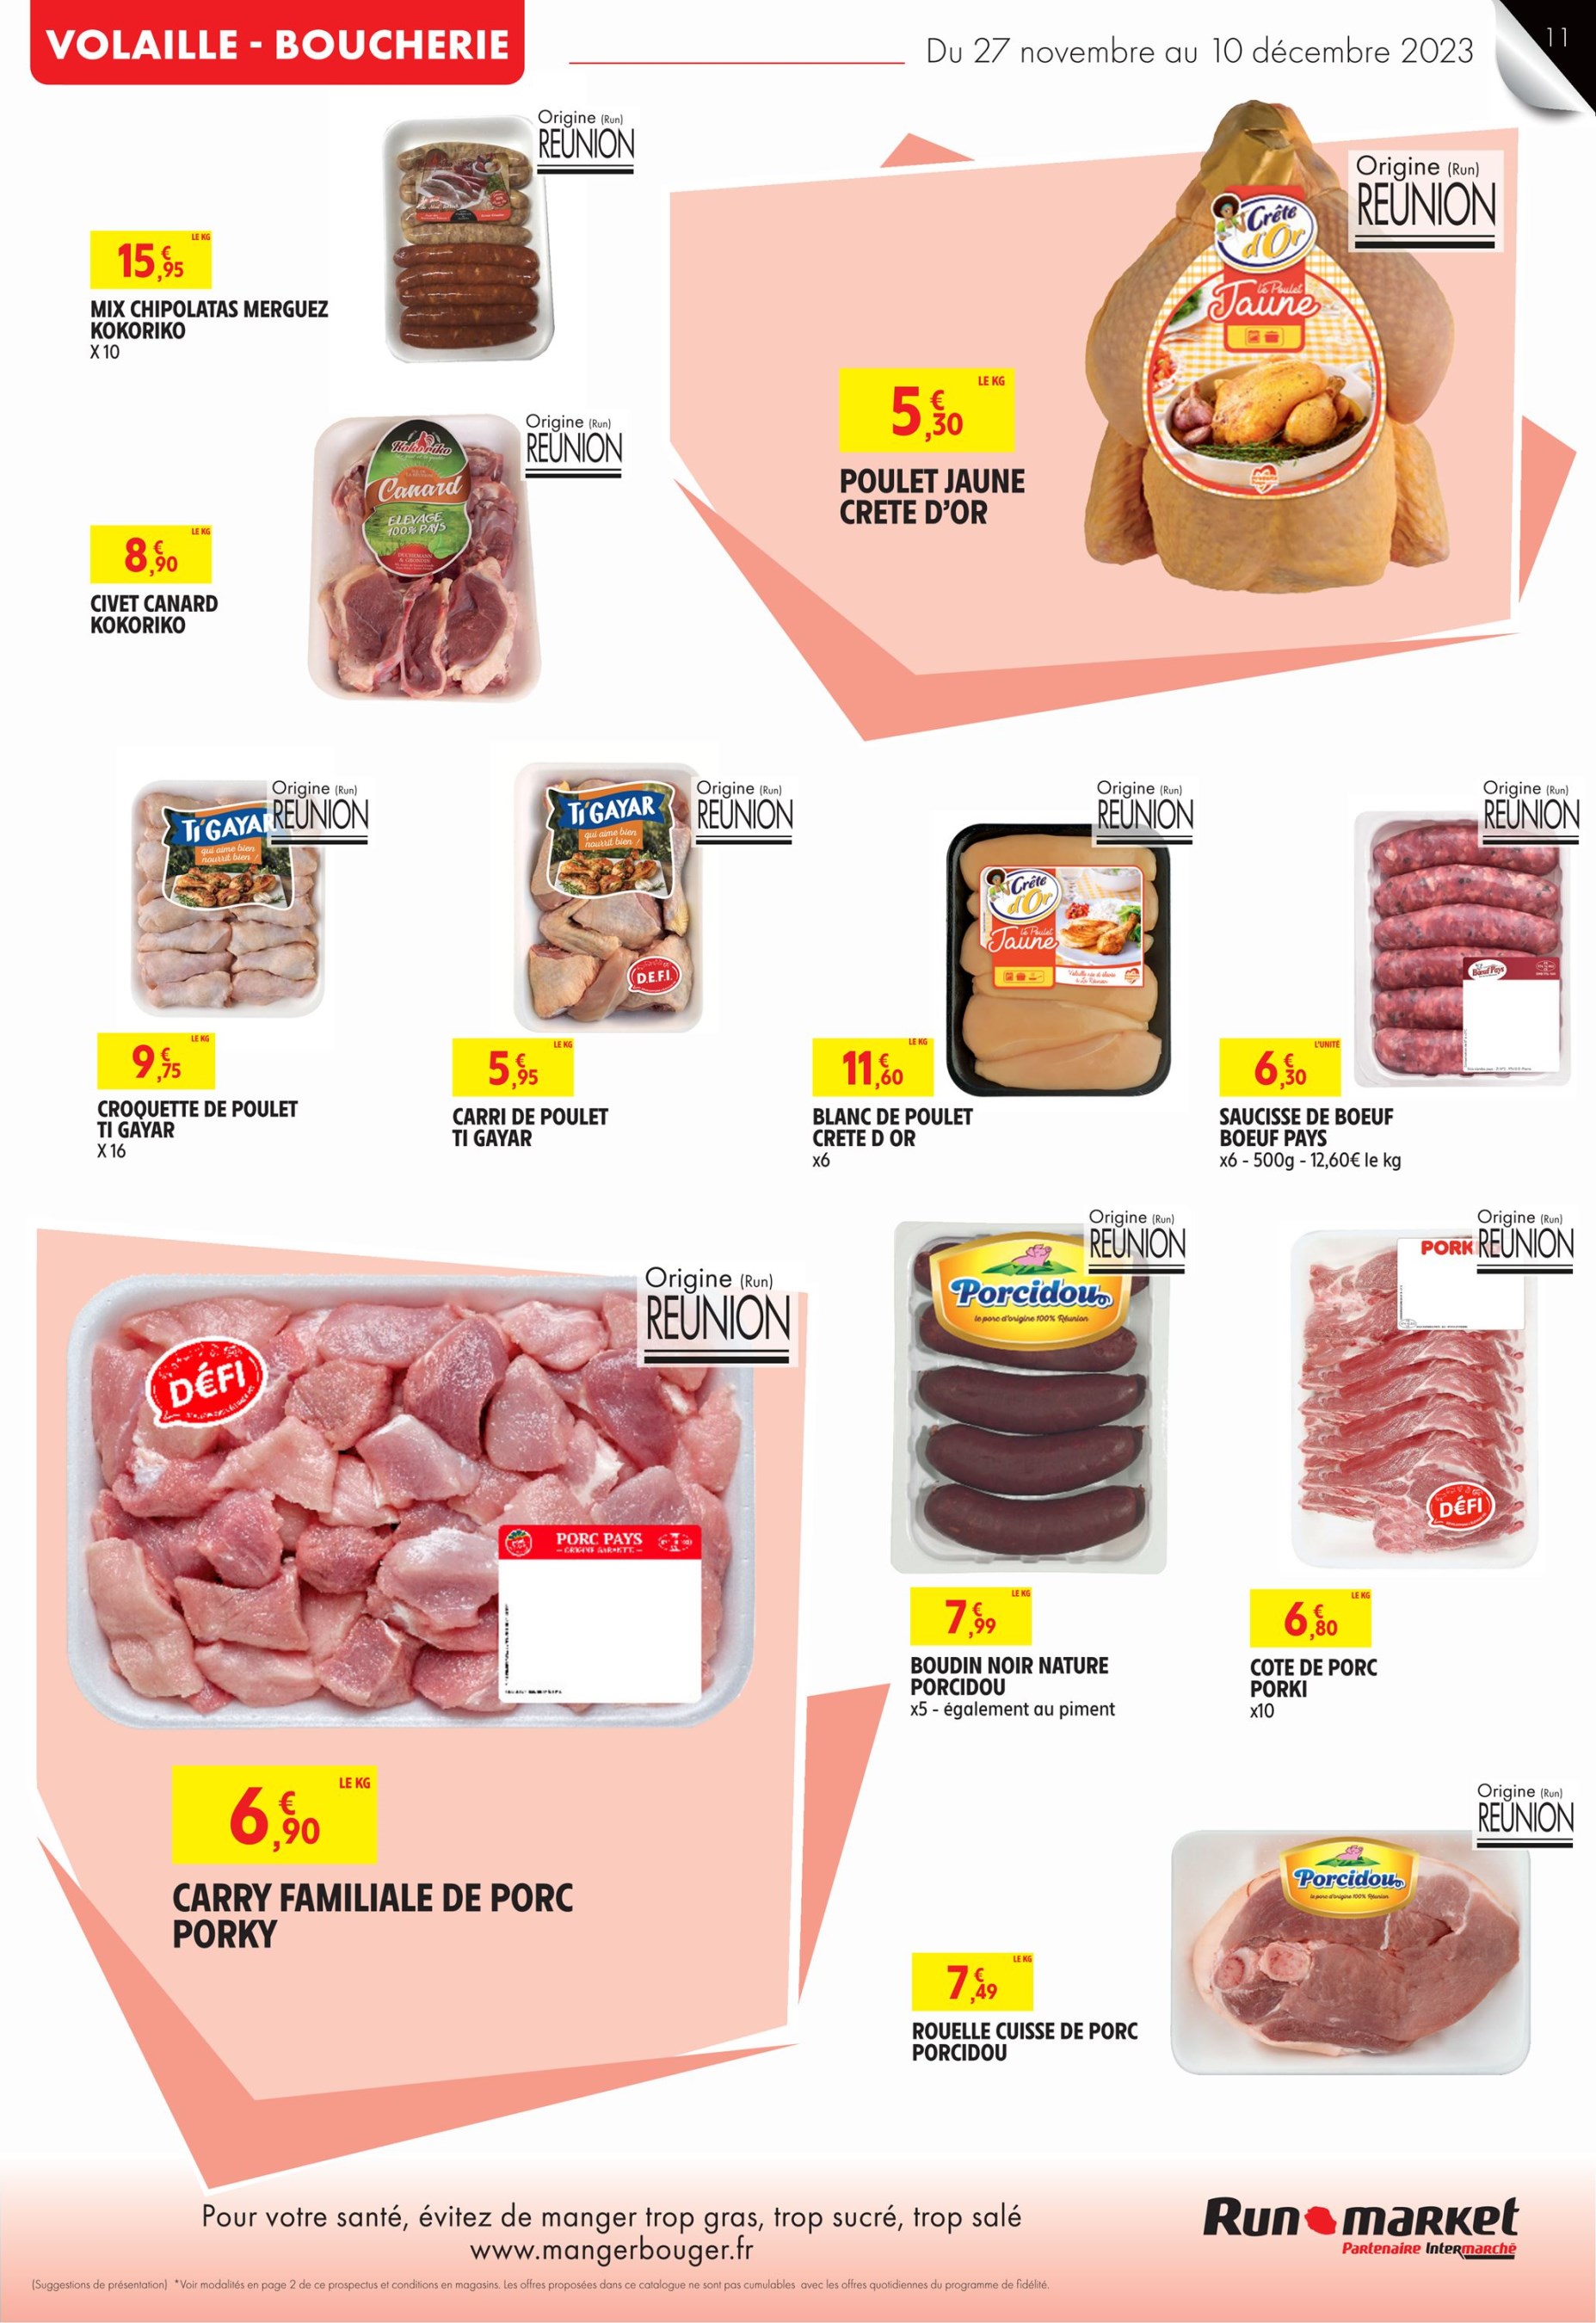 VOLAILLE - BOUCHERIE
Du 27 novembre au 10 décembre 2023
11
Origine (Run)
REUNION
15,95 €
LE KG
MIX CHIPOLATAS MERGUEZ
KOKORIKO
X 10
Origine (Run)
REUNION
Crête
d'Or
le Poulet
Jaune
5,30 €
LE KG
POULET JAUNE
CRETE D'OR
Origine (Run)
REUNION
Kokoriko
Canard
ELEVAGE
100% PAYS
8,90 €
LE KG
CIVET CANARD
KOKORIKO
Origine (Run)
REUNION
Ti'GAYAR
qui aime bien
nourrit bien !
9,75 €
LE KG
CROQUETTE DE POULET
TI GAYAR
X 16
Origine (Run)
REUNION
Ti'GAYAR
qui aime bien
nourrit bien !
D.E.F.I.
5,95 €
LE KG
CARRI DE POULET
TI GAYAR
Origine (Run)
REUNION
Crête
d'Or
le Poulet
Jaune
11,60 €
LE KG
BLANC DE POULET
CRETE D OR
x6
Origine (Run)
REUNION
Bœuf Pays
6,30 €
L'UNITÉ
SAUCISSE DE BOEUF
BOEUF PAYS
x6 - 500g - 12,60€ le kg
Origine (Run)
REUNION
DÉFI
PORC PAYS
6,90 €
LE KG
CARRY FAMILIALE DE PORC
PORKY
Origine (Run)
REUNION
Porcidou
le porc d'origine 100% Réunion
7,99 €
LE KG
BOUDIN NOIR NATURE
PORCIDOU
x5 - également au piment
Origine (Run)
REUNION
PORK
DÉFI
6,80 €
LE KG
COTE DE PORC
PORKI
x10
Origine (Run)
REUNION
Porcidou
le porc d'origine 100% Réunion
7,49 €
LE KG
ROUELLE CUISSE DE PORC
PORCIDOU
Pour votre santé, évitez de manger trop gras, trop sucré, trop salé
www.mangerbouger.fr
Run market
Partenaire Intermarché
(Suggestions de présentation) *Voir modalités en page 2 de ce prospectus et conditions en magasins. Les offres proposées dans ce catalogue ne sont pas cumulables avec les offres quotidiennes du programme de fidélité.